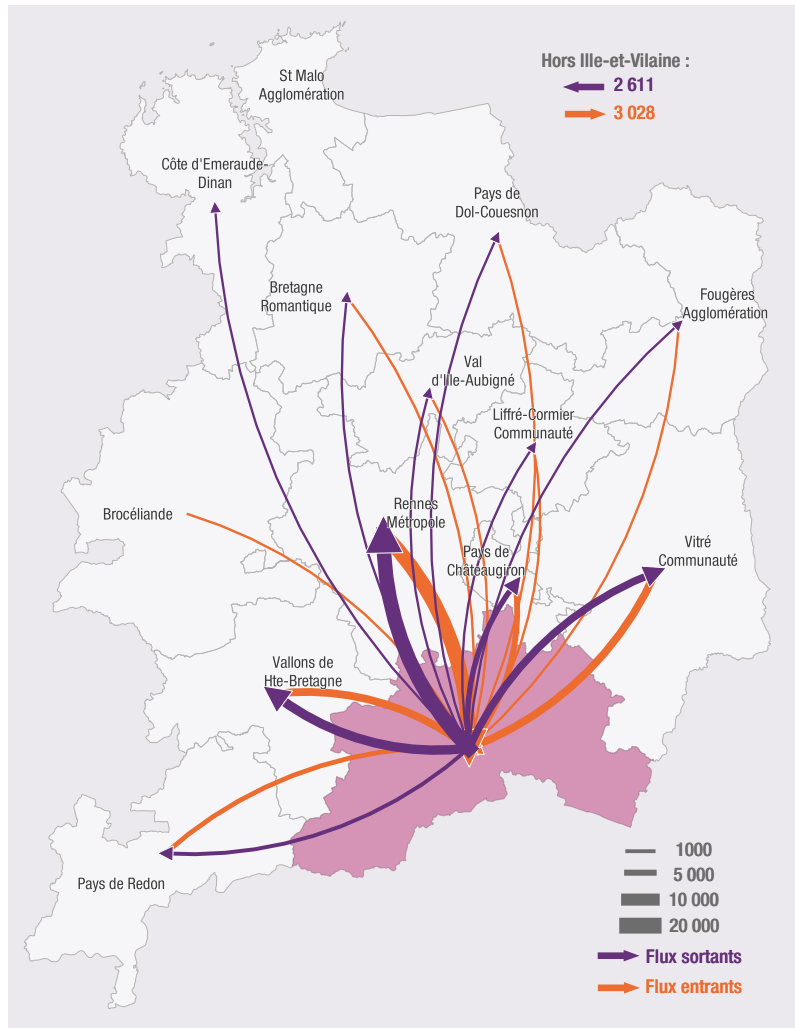 Hors Ille-et-Vilaine :
2 611
3 028
St Malo
Agglomération
Côte d'Emeraude-
Dinan
Pays de
Dol-Couesnon
Bretagne
Romantique
Fougères
Agglomération
Val
d'Ille-Aubigné
Liffré-Cormier
Communauté
Brocéliande
Rennes
Métropole
Pays de
Châteaugiron
Vitré
Communauté
Vallons de
Hte-Bretagne
Pays de Redon
1000
5 000
10 000
20 000
Flux sortants
Flux entrants